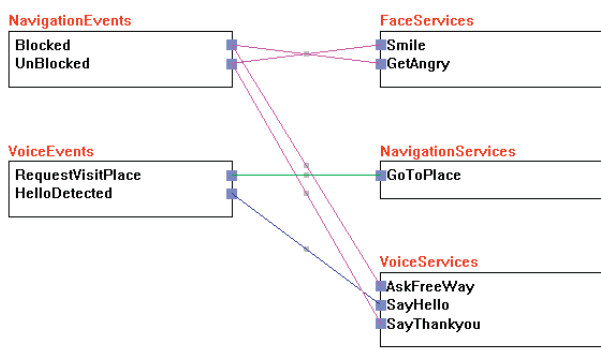 NavigationEvents
Blocked
UnBlocked
FaceServices
Smile
GetAngry
VoiceEvents
RequestVisitPlace
HelloDetected
NavigationServices
GoToPlace
VoiceServices
AskFreeWay
SayHello
SayThankyou